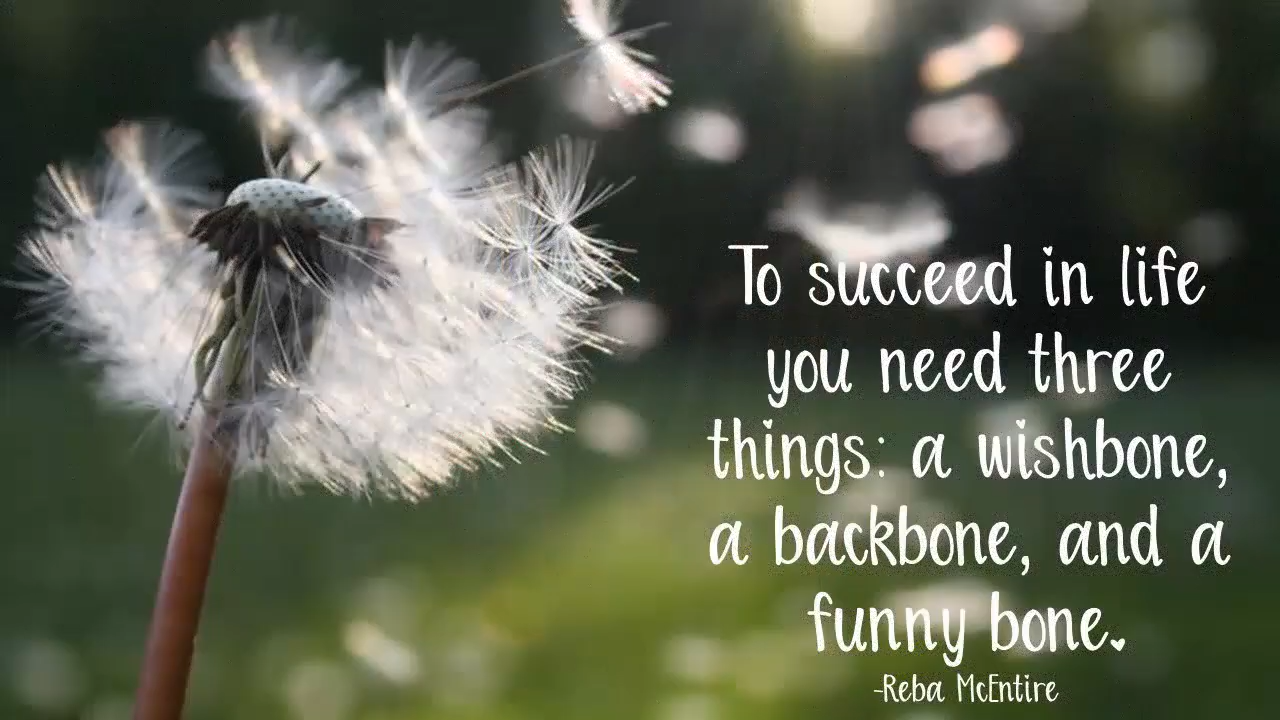 To succeed in life
you need three
things: a wishbone,
a backbone, and a
funny bone.
-Reba McEntire